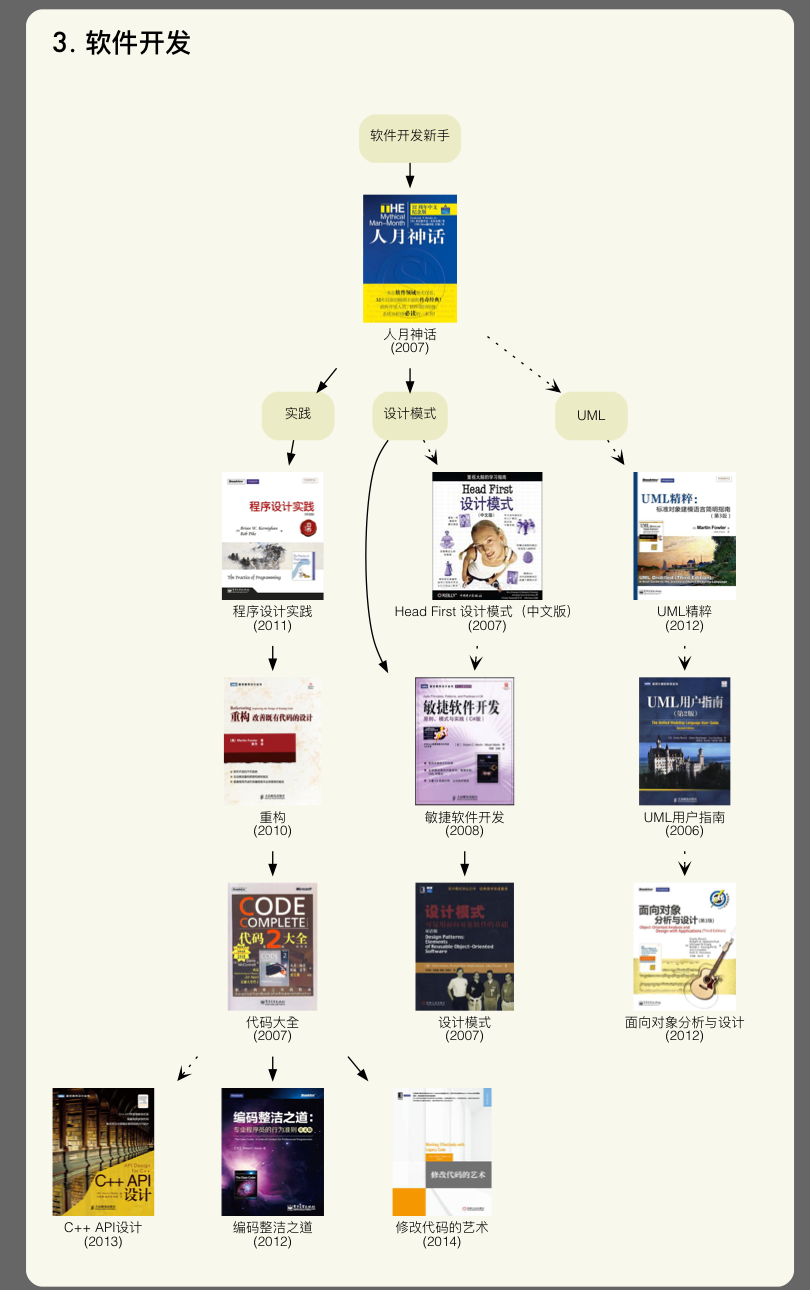 3. 软件开发
软件开发新手
THE
Mythical
Man-Month
人月神话
人月神话
(2007)
实践
设计模式
UML
程序设计实践
Brian W. Kernighan
Rob Pike
The Practice of Programming
程序设计实践
(2011)
Head First
设计模式
(中文版)
O'REILLY
Head First 设计模式（中文版）
(2007)
UML精粹：
标准对象建模语言简明指南
(第3版)
Martin Fowler
UML精粹
(2012)
重构 改善既有代码的设计
重构
(2010)
敏捷软件开发
原则、模式与实践（C#版）
敏捷软件开发
(2008)
UML用户指南
(第2版)
UML用户指南
(2006)
CODE
COMPLETE
代码2大全
代码大全
(2007)
设计模式
Design Patterns:
Elements
of Reusable Object-Oriented
Software
设计模式
(2007)
面向对象
分析与设计(第3版)
面向对象分析与设计
(2012)
API Design
for C++
C++ API
设计
C++ API设计
(2013)
编码整洁之道：
专业程序员的行为准则
编码整洁之道
(2012)
Working Effectively with
Legacy Code
修改代码的艺术
修改代码的艺术
(2014)